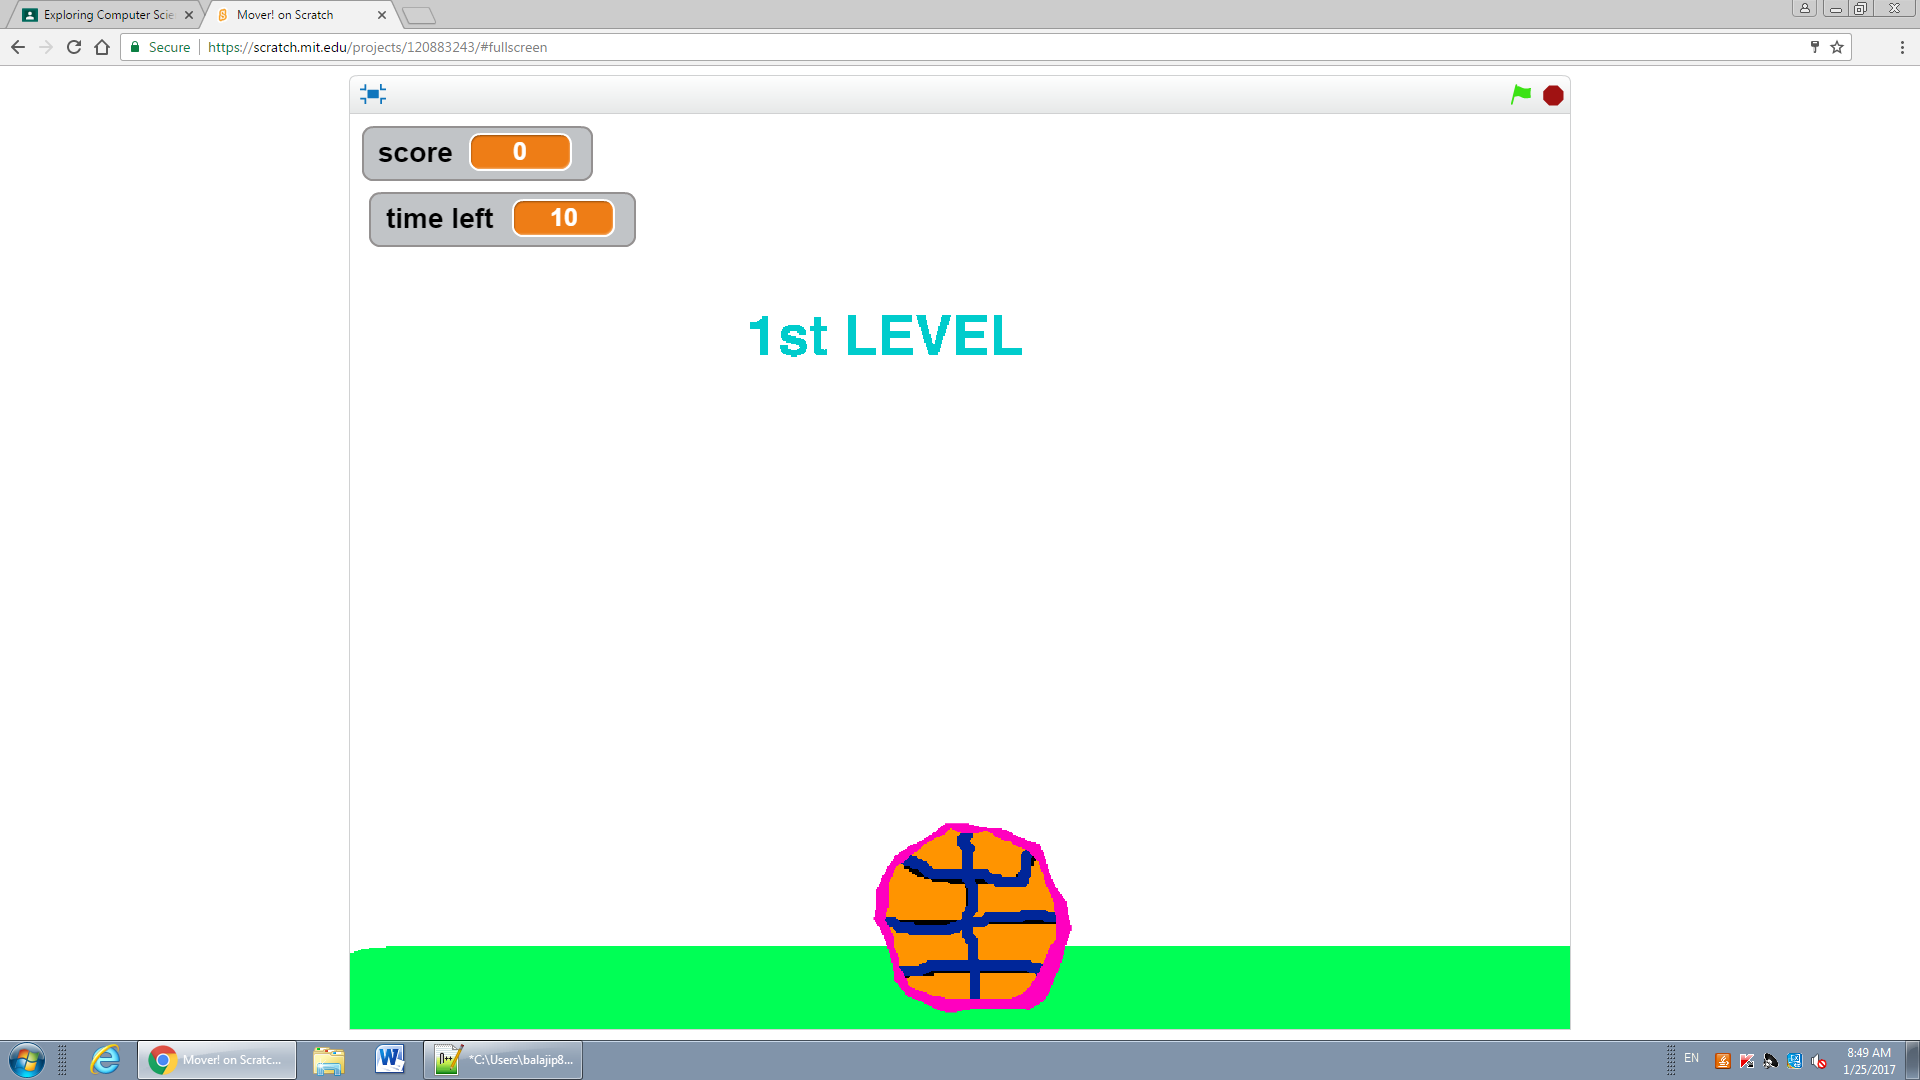 Exploring Computer Scie
Mover! on Scratch
Secure
https://scratch.mit.edu/projects/120883243/#fullscreen
score 0
time left 10
1st LEVEL
Mover! on Scratc...
*C:\Users\balajip8...
EN
8:49 AM
1/25/2017